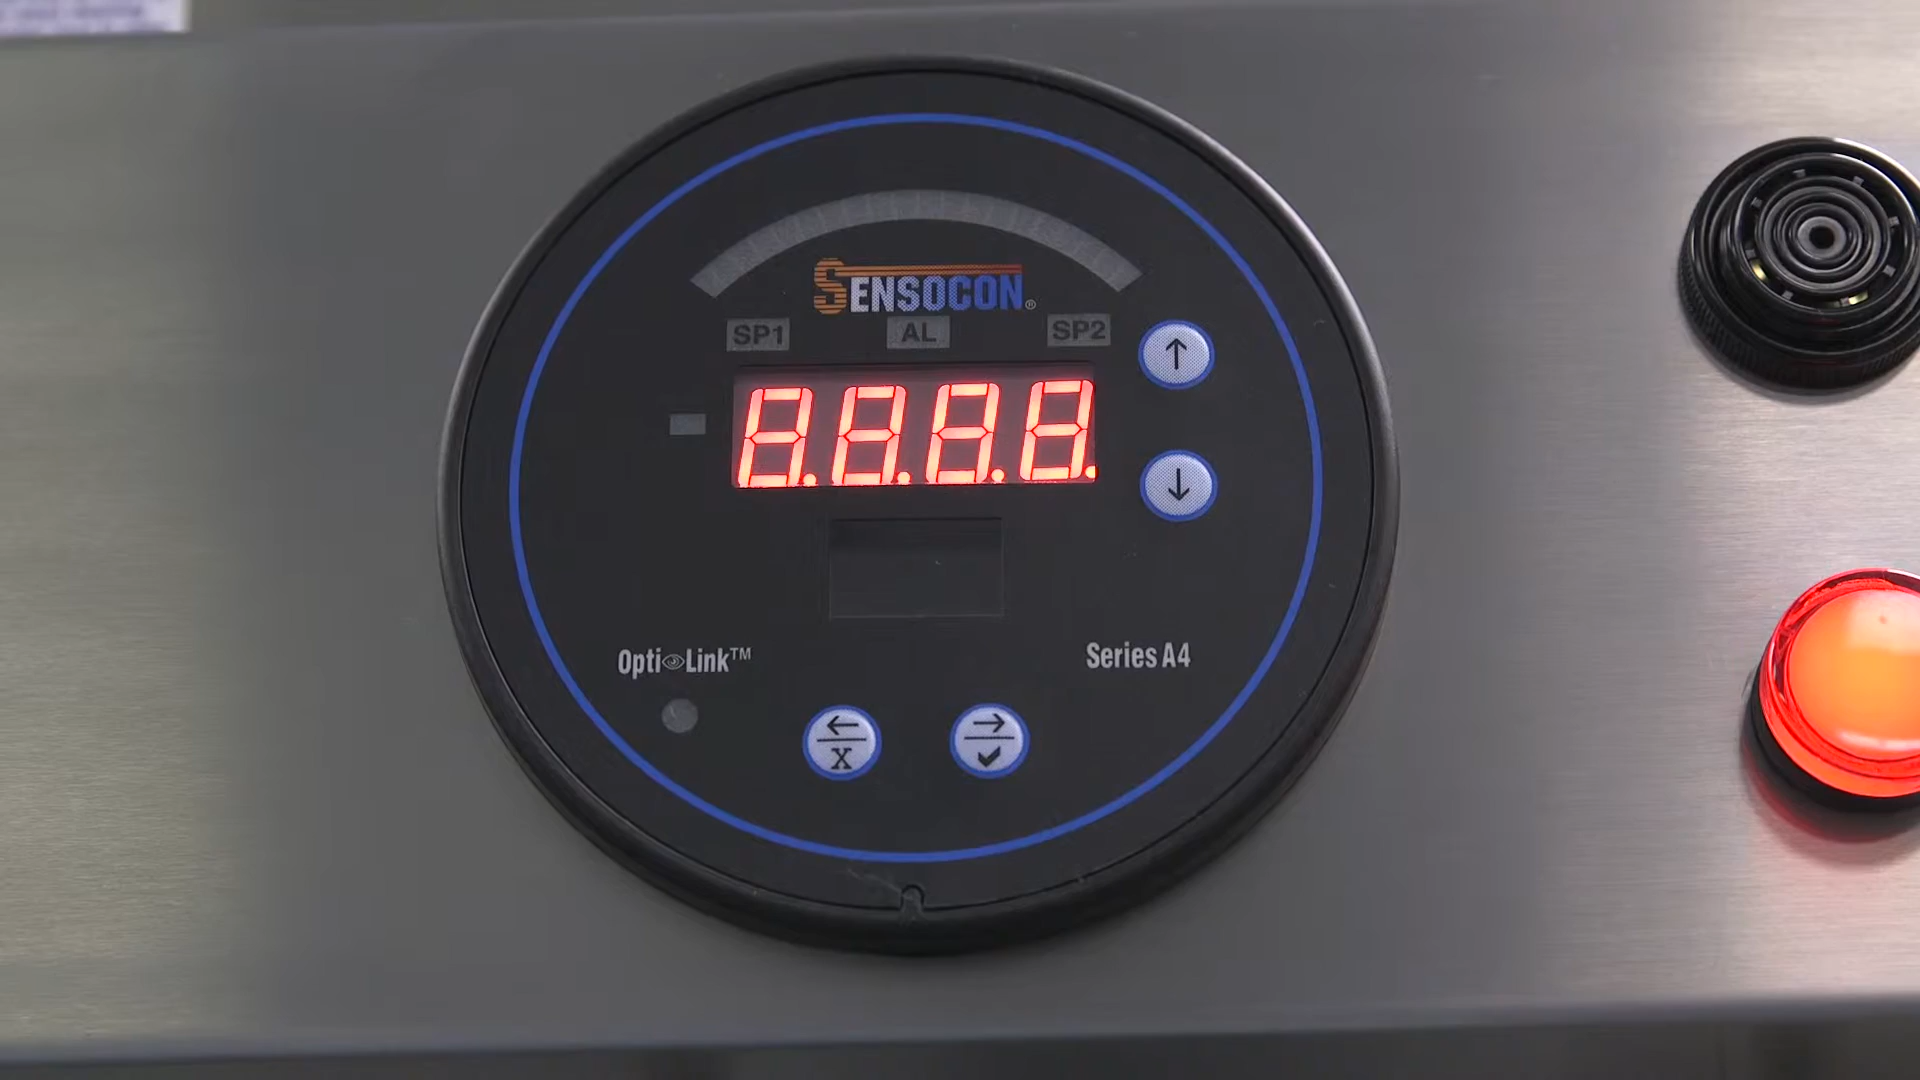 SENSOCON®
SP1 AL SP2
8.8.8.8.
Opti Link™
Series A4
X